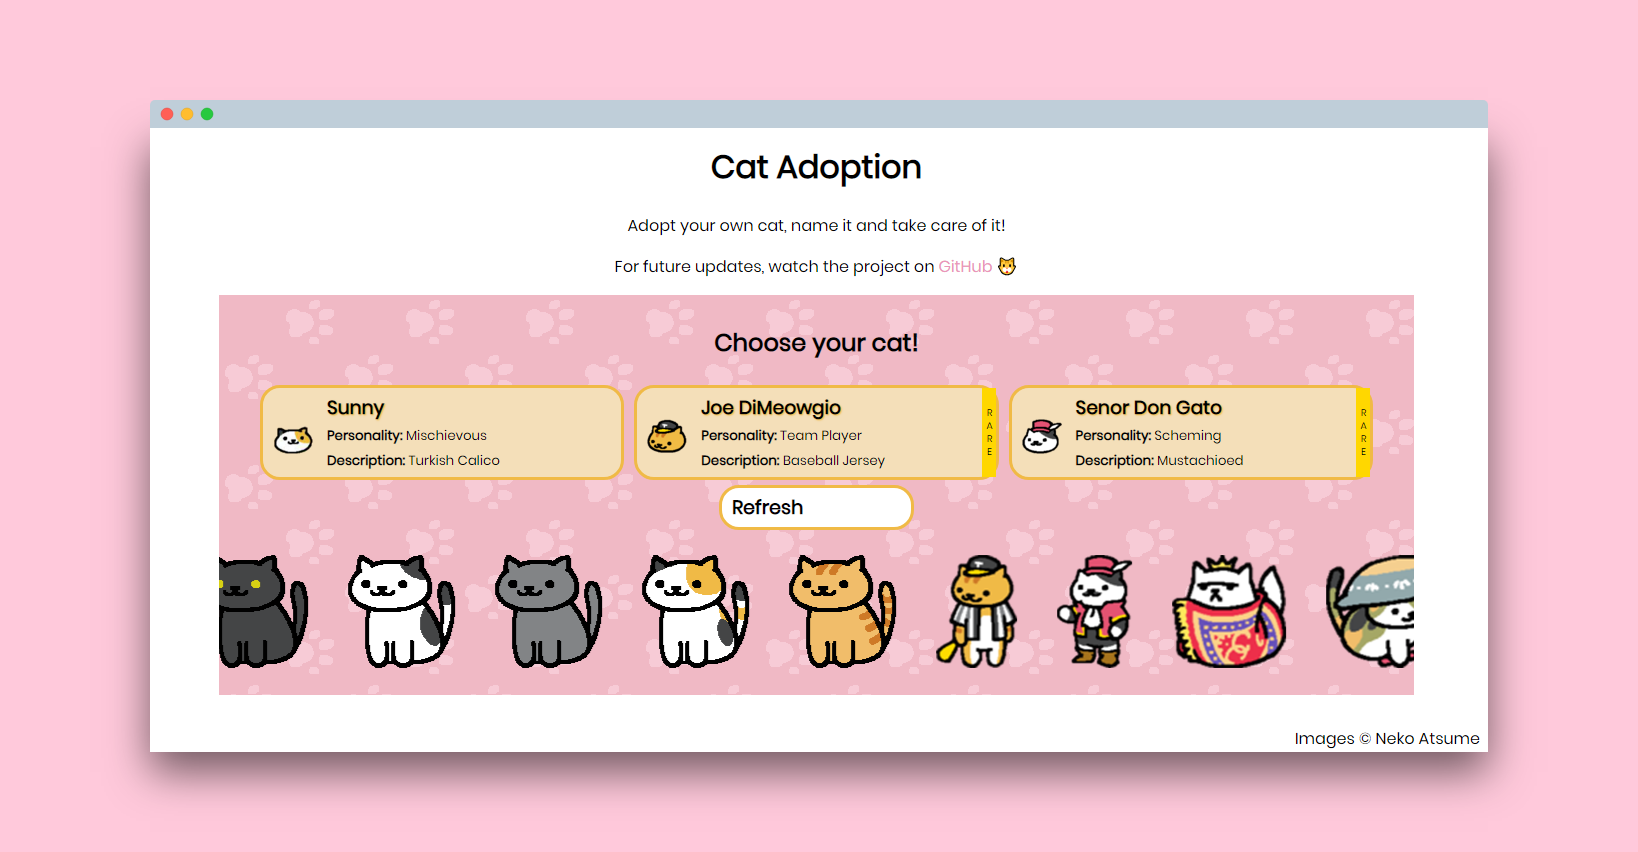 Cat Adoption
Adopt your own cat, name it and take care of it!
For future updates, watch the project on GitHub 🐱
Choose your cat!
Sunny
Personality: Mischievous
Description: Turkish Calico
Joe DiMeowgio
Personality: Team Player
Description: Baseball Jersey
RARE
Senor Don Gato
Personality: Scheming
Description: Mustachioed
RARE
Refresh
Images © Neko Atsume